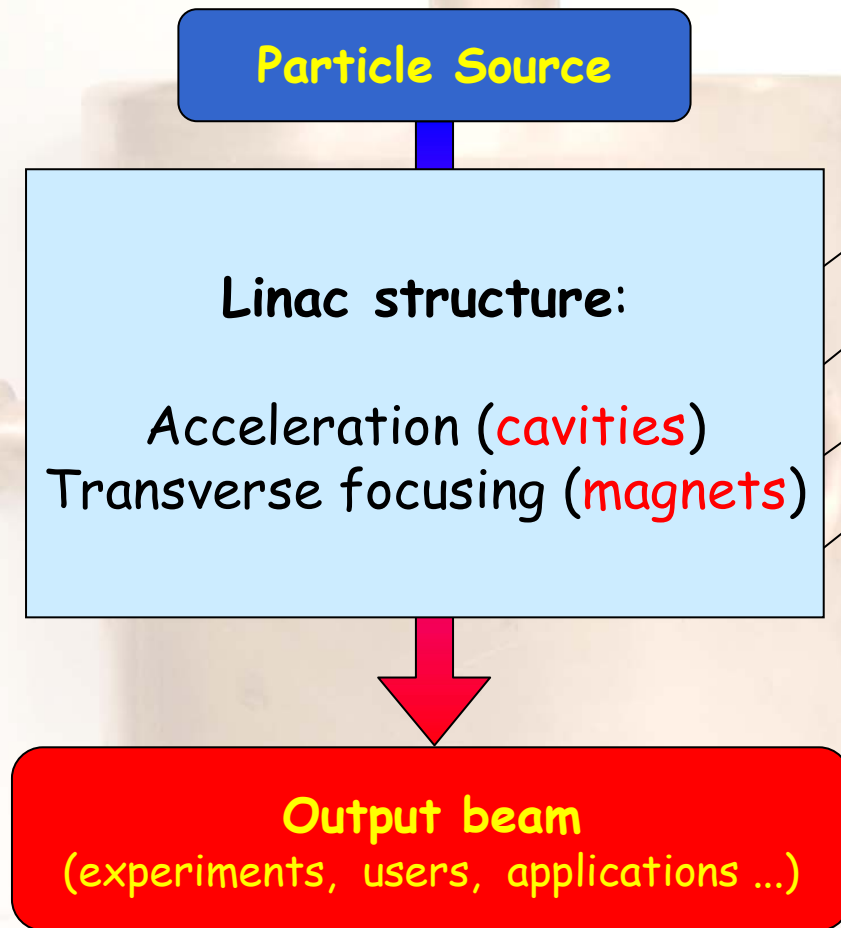 Particle Source
Linac structure:
Acceleration (cavities)
Transverse focusing (magnets)
Output beam
(experiments, users, applications ...)